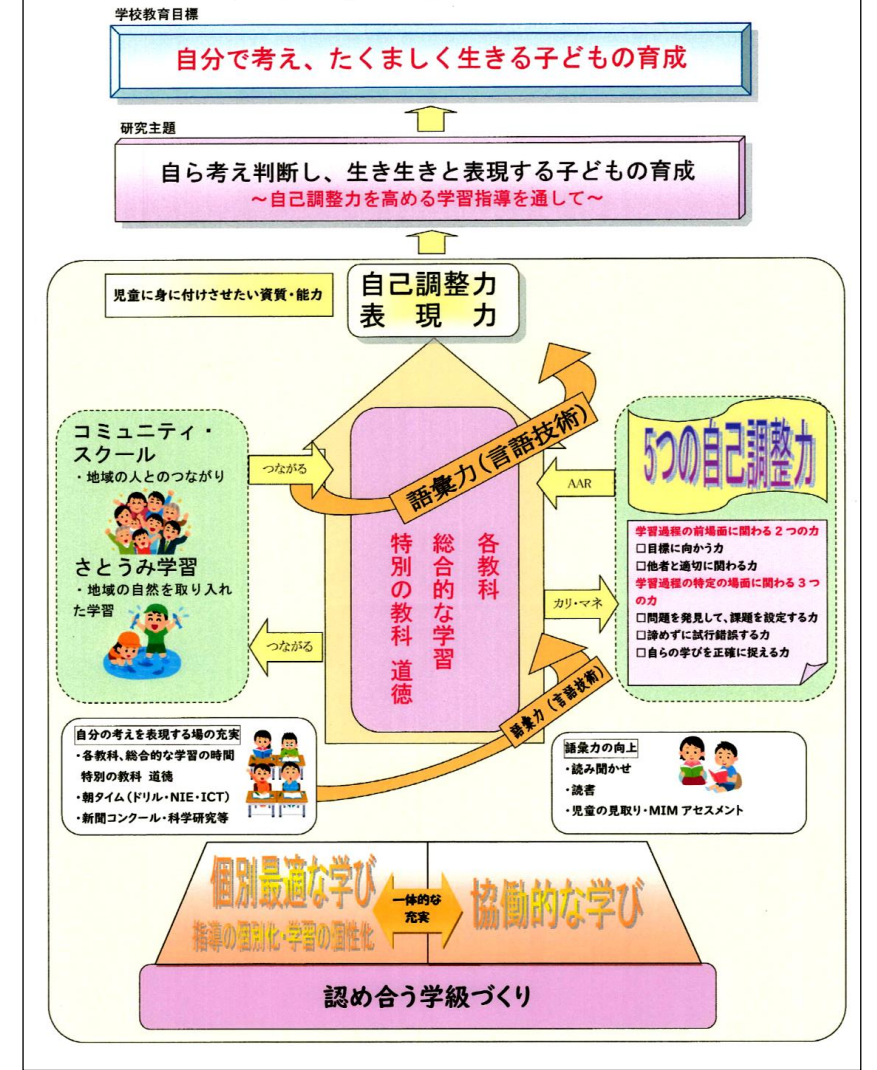 学校教育目標
自分で考え、たくましく生きる子どもの育成
研究主題
自ら考え判断し、生き生きと表現する子どもの育成
～自己調整力を高める学習指導を通して～
児童に身に付けさせたい資質・能力
自己調整力
表現力
コミュニティ・
スクール
・地域の人とのつながり
さとうみ学習
・地域の自然を取り入れ
た学習
つながる
つながる
語彙力(言語技術)
各教科
総合的な学習
特別の教科 道徳
AAR
カリ・マネ
5つの自己調整力
学習過程の前場面に関わる2つの力
□目標に向かう力
□他者と適切に関わる力
学習過程の特定の場面に関わる3つ
の力
□問題を発見して、課題を設定する力
□諦めずに試行錯誤する力
□自らの学びを正確に捉える力
語彙力(言語技術)
自分の考えを表現する場の充実
・各教科、総合的な学習の時間
特別の教科 道徳
・朝タイム(ドリル・NIE・ICT)
・新聞コンクール・科学研究等
語彙力の向上
・読み聞かせ
・読書
・児童の見取り・MIMアセスメント
個別最適な学び
指導の個別化・学習の個性化
一体的な
充実
協働的な学び
認め合う学級づくり